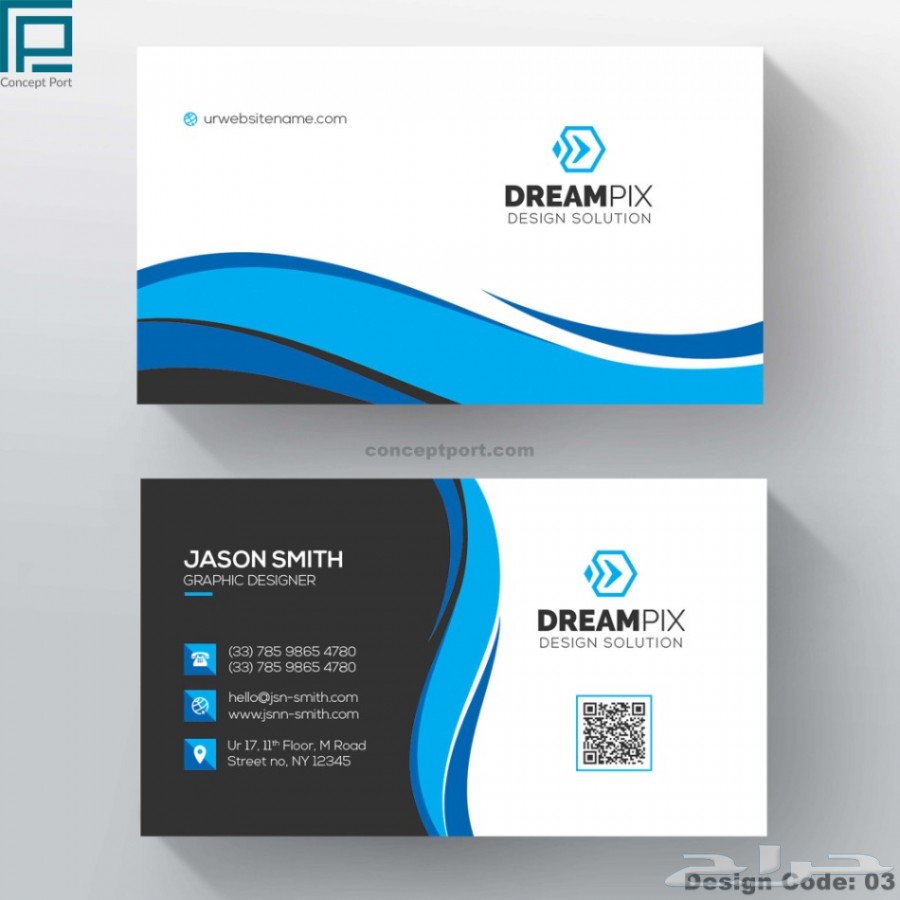 Concept Port
urwebsitename.com
DREAMPIX
DESIGN SOLUTION
conceptport.com
JASON SMITH
GRAPHIC DESIGNER
(33) 785 9865 4780
(33) 785 9865 4780
hello@jsn-smith.com
www.jsnn-smith.com
Ur 17, 11th Floor, M Road
Street no, NY 12345
DREAMPIX
DESIGN SOLUTION
حراج
Design Code: 03